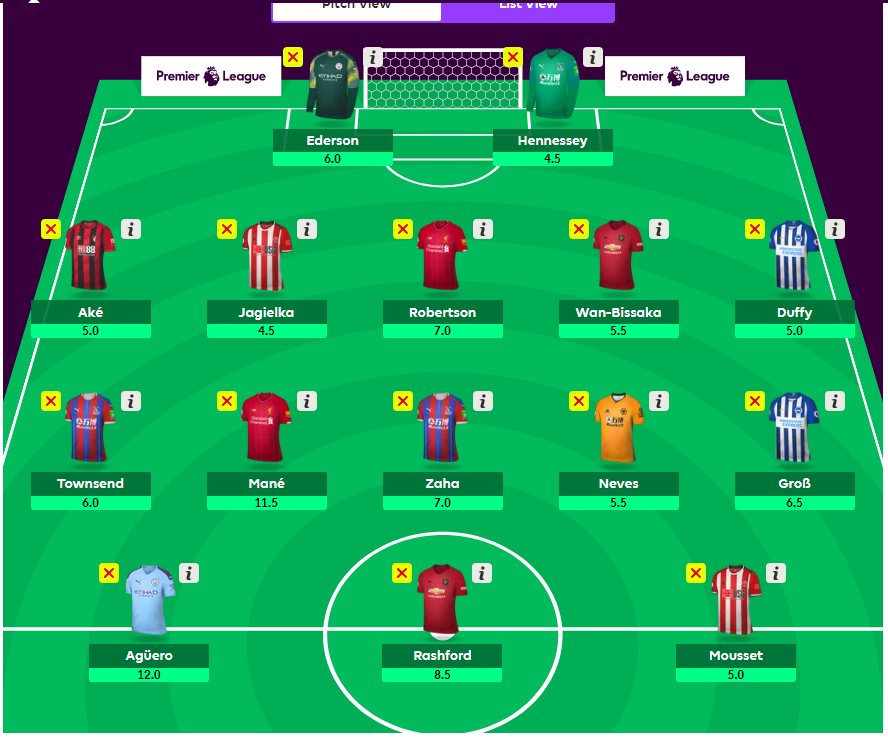 Pitch View List View
Premier League Premier League
Ederson Hennessey
6.0 4.5
Aké Jagielka Robertson Wan-Bissaka Duffy
5.0 4.5 7.0 5.5 5.0
Townsend Mané Zaha Neves Groß
6.0 11.5 7.0 5.5 6.5
Agüero Rashford Mousset
12.0 8.5 5.0